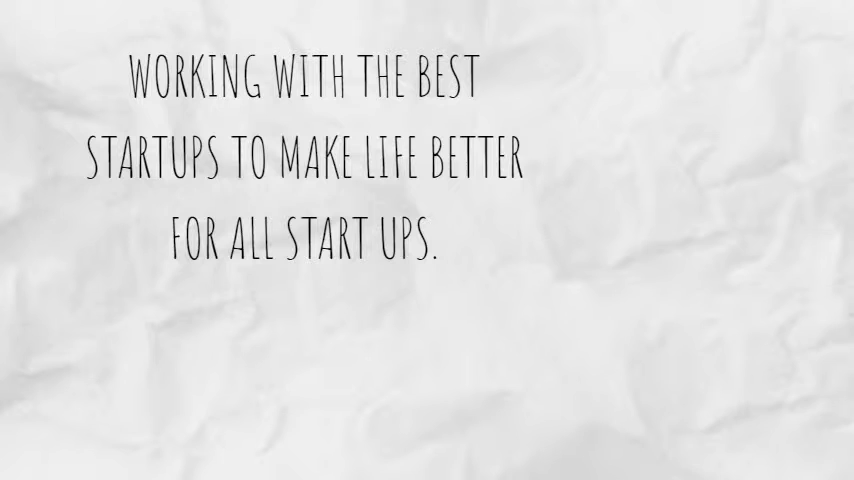 WORKING WITH THE BEST
STARTUPS TO MAKE LIFE BETTER
FOR ALL START UPS.